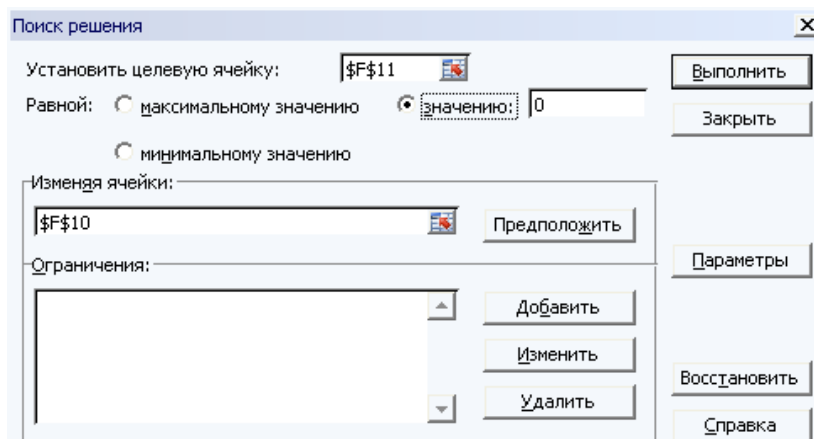 Поиск решения
Установить целевую ячейку: $F$11
Выполнить
Равной: максимальному значению значению: 0
Закрыть
минимальному значению
Изменяя ячейки:
$F$10
Предположить
Ограничения:
Параметры
Добавить
Изменить
Восстановить
Удалить
Справка